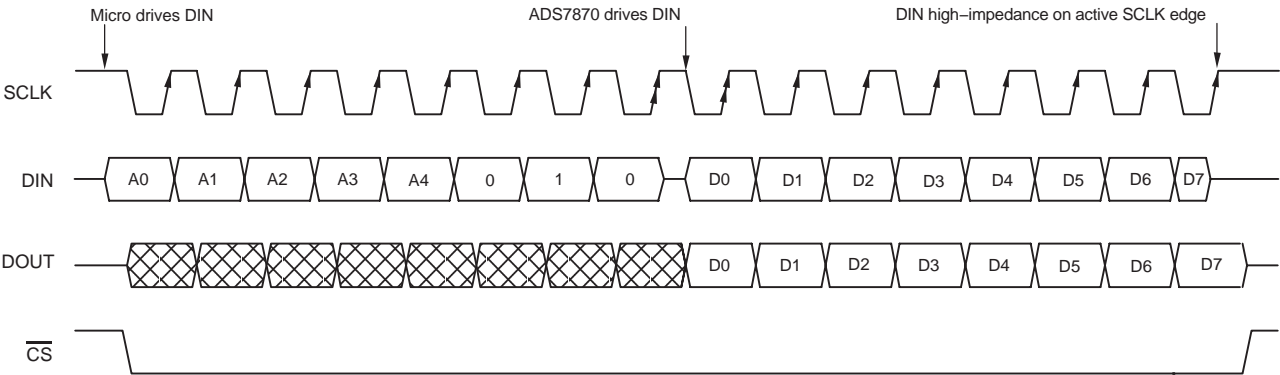 Micro drives DIN
ADS7870 drives DIN
DIN high−impedance on active SCLK edge
SCLK
DIN A0 A1 A2 A3 A4 0 1 0 D0 D1 D2 D3 D4 D5 D6 D7
DOUT D0 D1 D2 D3 D4 D5 D6 D7
CS